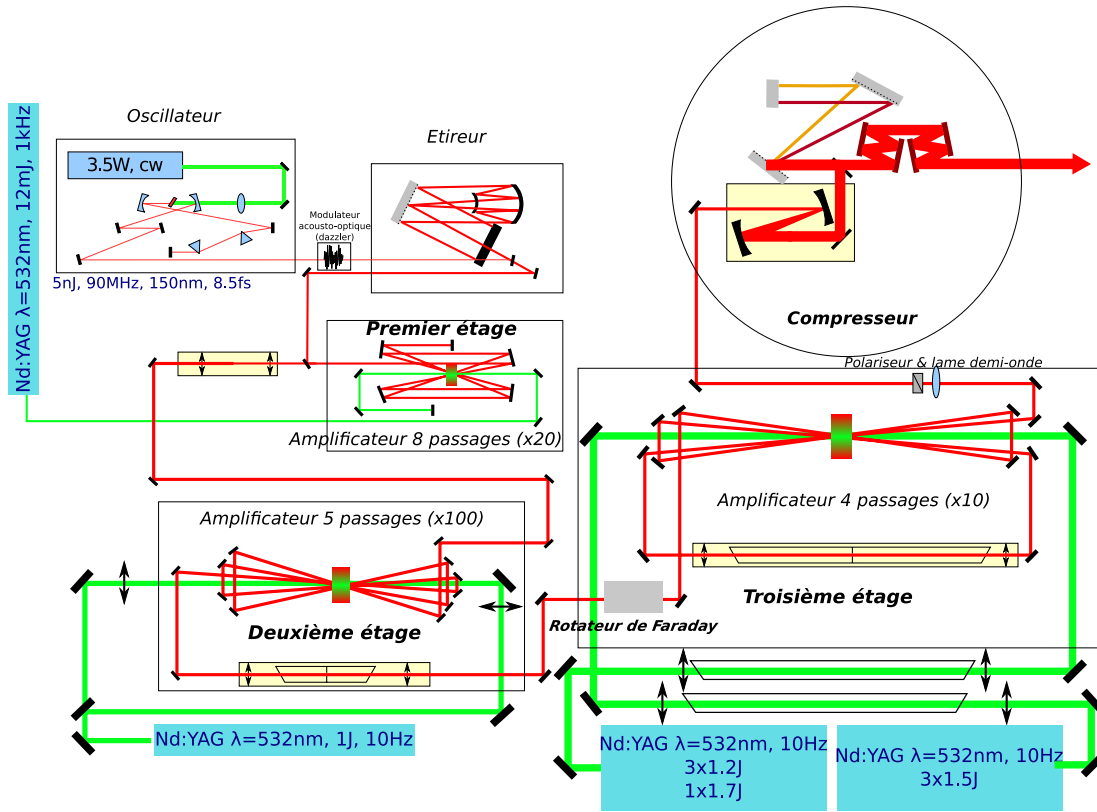 Oscillateur
3.5W, cw
5nJ, 90MHz, 150nm, 8.5fs
Nd:YAG λ=532nm, 12mJ, 1kHz
Etireur
Modulateur
acousto-optique
(dazzler)
Premier étage
Amplificateur 8 passages (x20)
Compresseur
Polariseur & lame demi-onde
Amplificateur 4 passages (x10)
Troisième étage
Rotateur de Faraday
Amplificateur 5 passages (x100)
Deuxième étage
Nd:YAG λ=532nm, 1J, 10Hz
Nd:YAG λ=532nm, 10Hz
3x1.2J
1x1.7J
Nd:YAG λ=532nm, 10Hz
3x1.5J